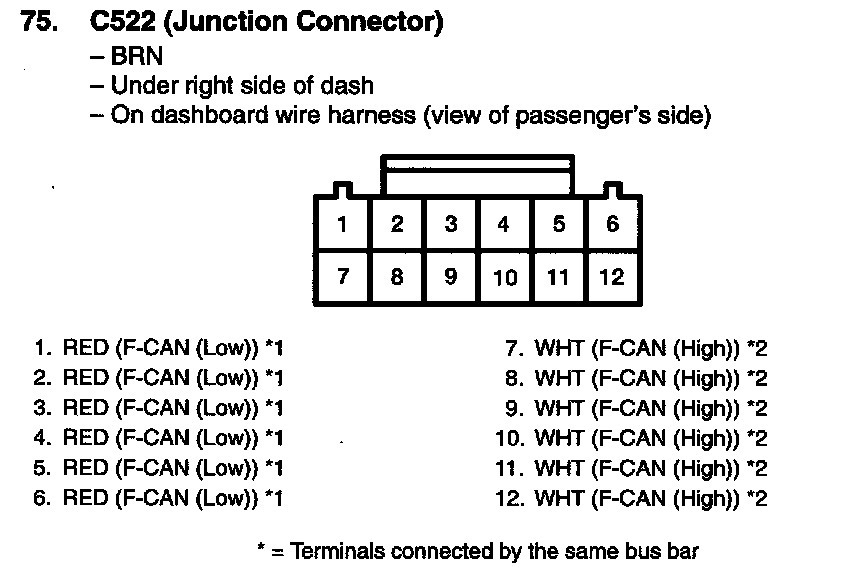 75. C522 (Junction Connector)
– BRN
– Under right side of dash
– On dashboard wire harness (view of passenger's side)
1 2 3 4 5 6
7 8 9 10 11 12
1. RED (F-CAN (Low)) *1
2. RED (F-CAN (Low)) *1
3. RED (F-CAN (Low)) *1
4. RED (F-CAN (Low)) *1
5. RED (F-CAN (Low)) *1
6. RED (F-CAN (Low)) *1
7. WHT (F-CAN (High)) *2
8. WHT (F-CAN (High)) *2
9. WHT (F-CAN (High)) *2
10. WHT (F-CAN (High)) *2
11. WHT (F-CAN (High)) *2
12. WHT (F-CAN (High)) *2
* = Terminals connected by the same bus bar